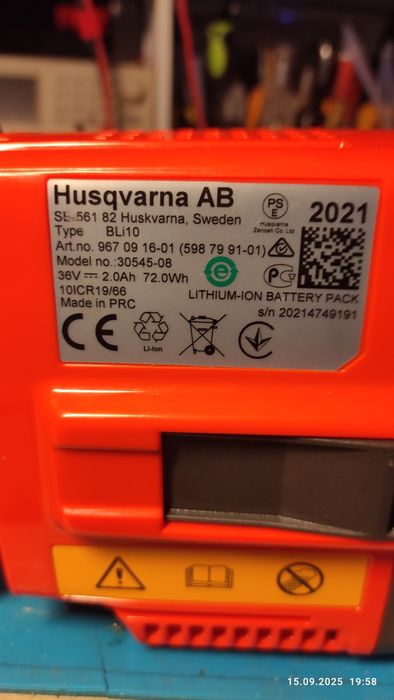 Husqvarna AB
SE-561 82 Huskvarna, Sweden
Type BLi10
Art.no. 967 09 16-01 (598 79 91-01)
Model no.:30545-08
36V ⎓ 2.0Ah 72.0Wh
10ICR19/66
Made in PRC
PS
E
Husqvarna
Zenoah Co. Ltd
2021
e
LITHIUM-ION BATTERY PACK
s/n 20214749191
CE
Li-Ion
15.09.2025 19:58